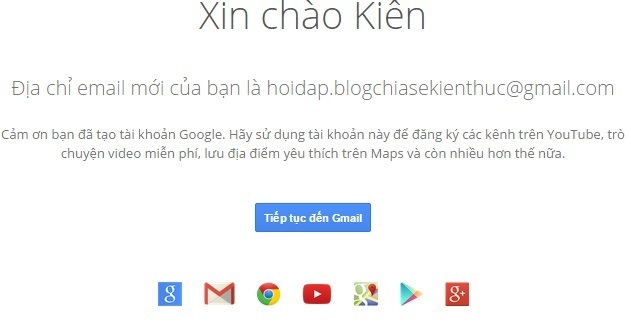 Xin chào Kiên
Địa chỉ email mới của bạn là hoidap.blogchiasekienthuc@gmail.com
Cảm ơn bạn đã tạo tài khoản Google. Hãy sử dụng tài khoản này để đăng ký các kênh trên YouTube, trò
chuyện video miễn phí, lưu địa điểm yêu thích trên Maps và còn nhiều hơn thế nữa.
Tiếp tục đến Gmail